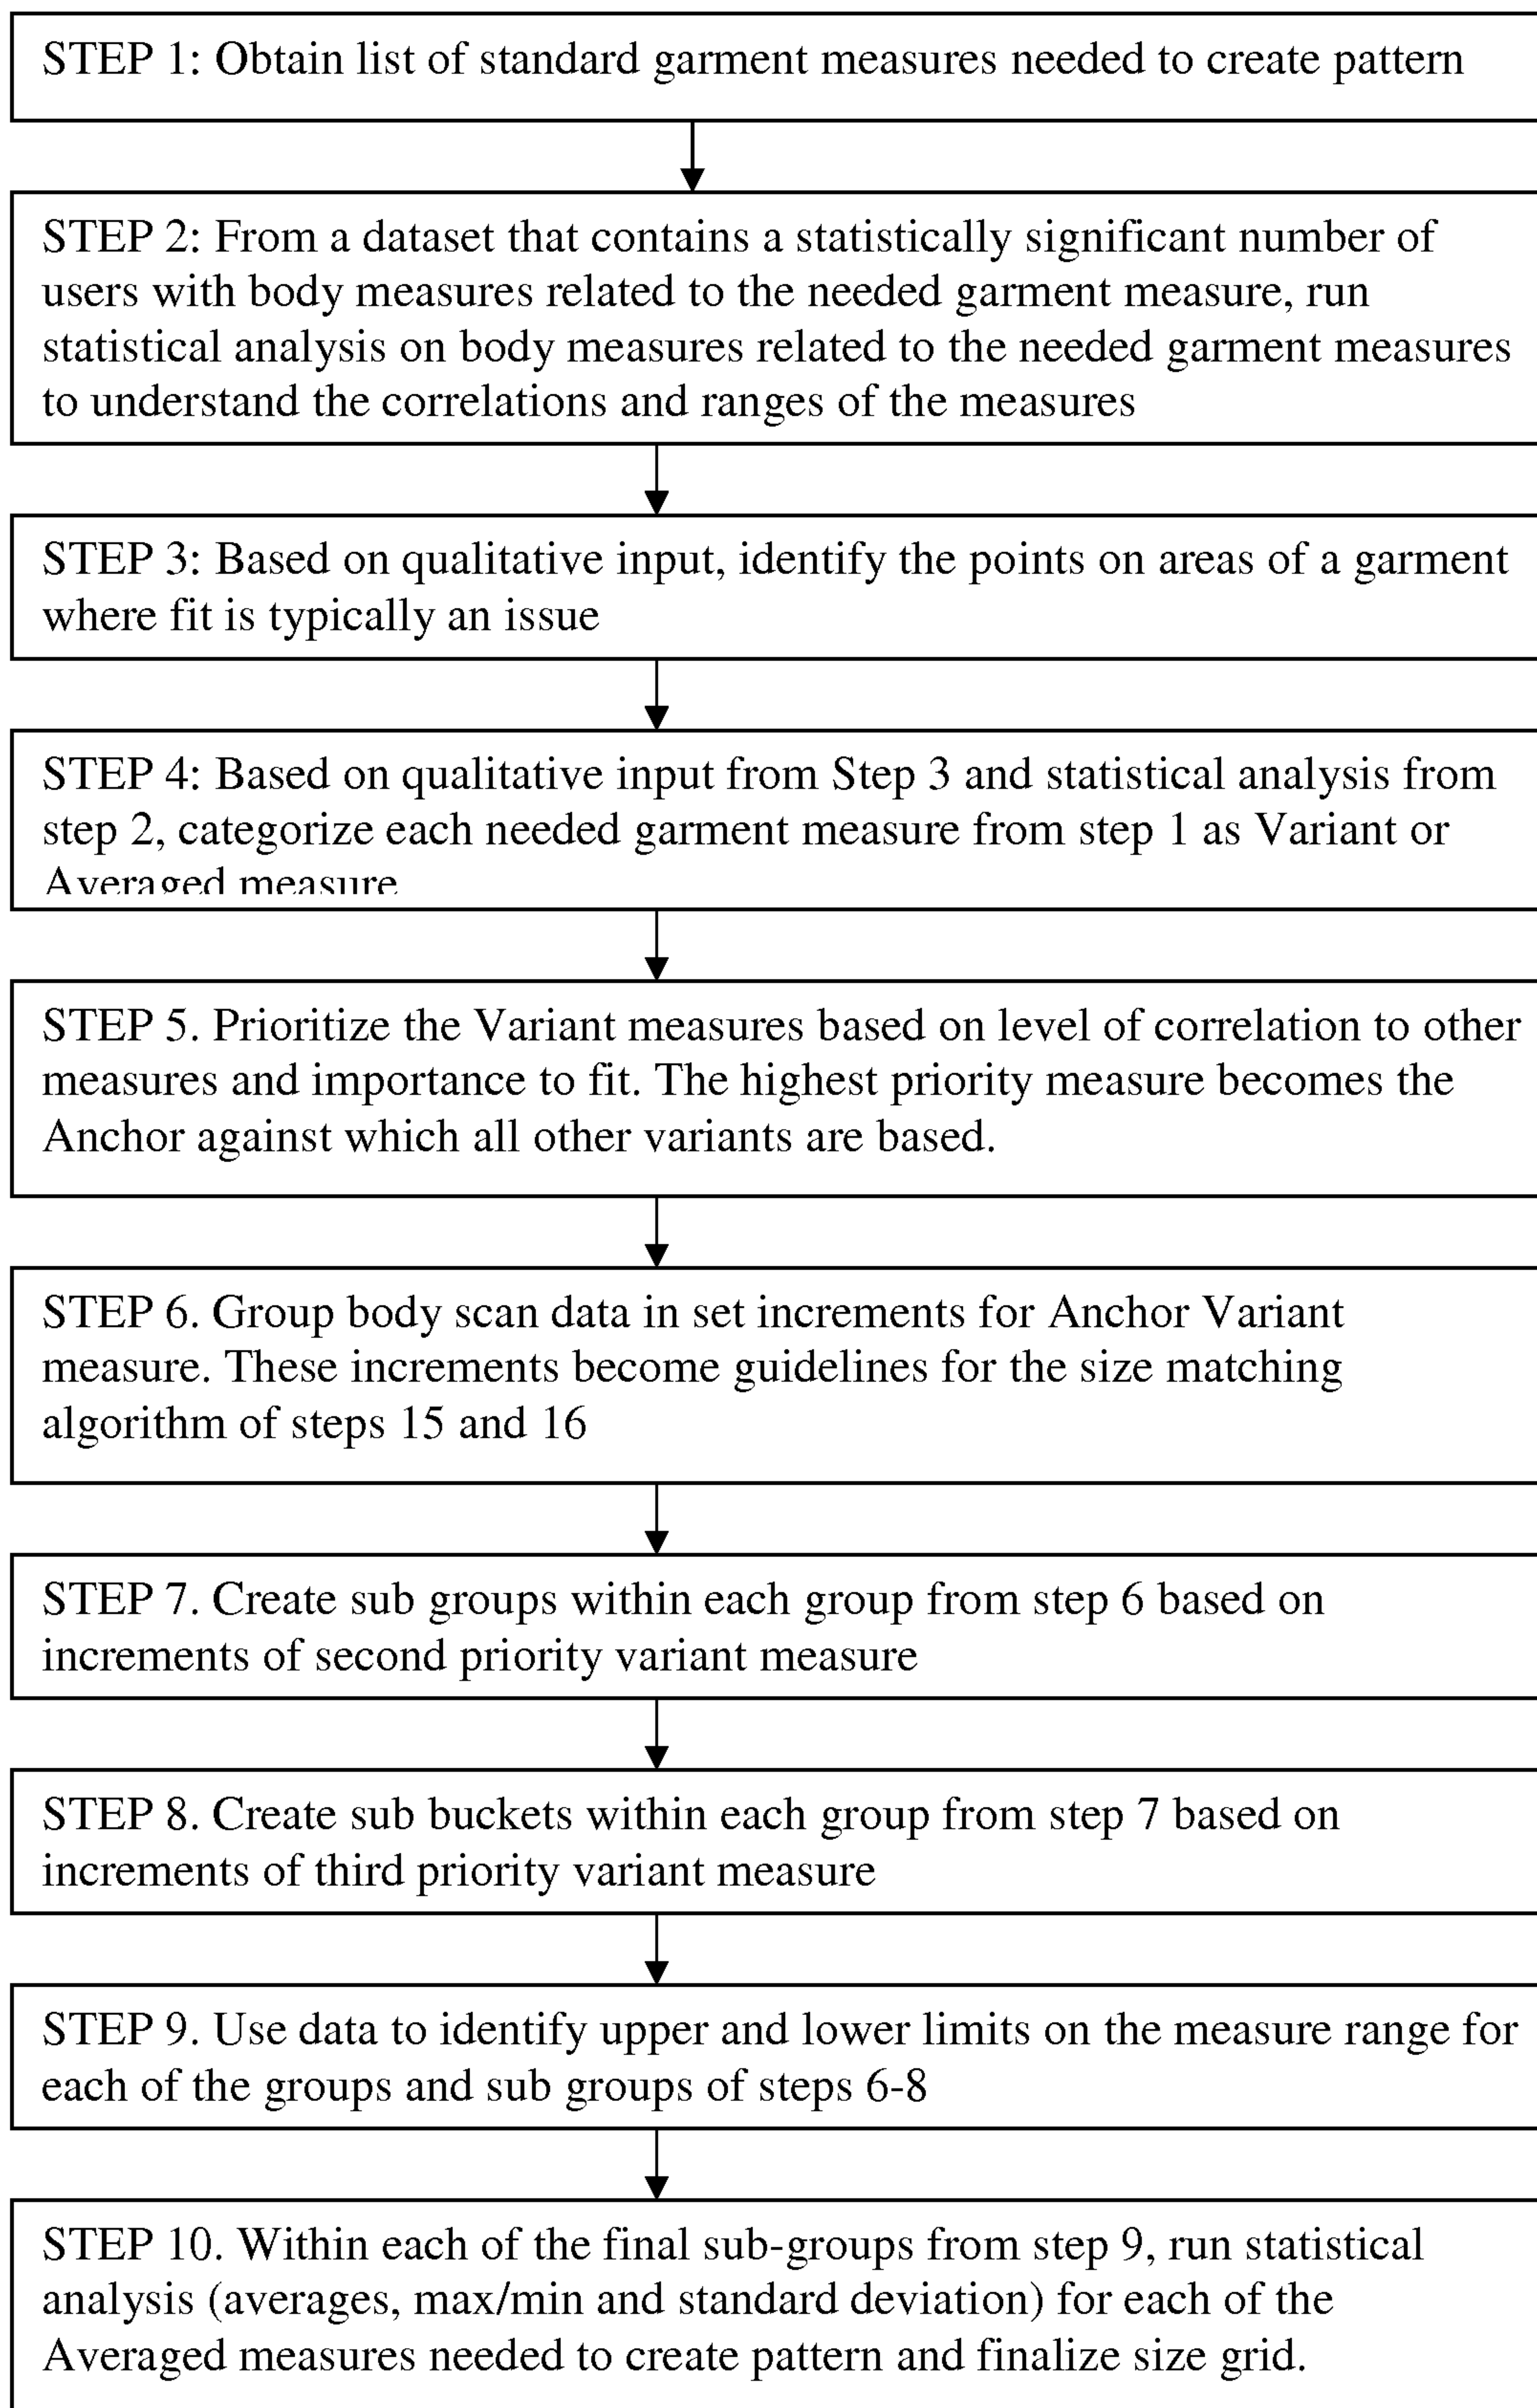 STEP 1: Obtain list of standard garment measures needed to create pattern
STEP 2: From a dataset that contains a statistically significant number of
users with body measures related to the needed garment measure, run
statistical analysis on body measures related to the needed garment measures
to understand the correlations and ranges of the measures
STEP 3: Based on qualitative input, identify the points on areas of a garment
where fit is typically an issue
STEP 4: Based on qualitative input from Step 3 and statistical analysis from
step 2, categorize each needed garment measure from step 1 as Variant or
Averaged measure
STEP 5. Prioritize the Variant measures based on level of correlation to other
measures and importance to fit. The highest priority measure becomes the
Anchor against which all other variants are based.
STEP 6. Group body scan data in set increments for Anchor Variant
measure. These increments become guidelines for the size matching
algorithm of steps 15 and 16
STEP 7. Create sub groups within each group from step 6 based on
increments of second priority variant measure
STEP 8. Create sub buckets within each group from step 7 based on
increments of third priority variant measure
STEP 9. Use data to identify upper and lower limits on the measure range for
each of the groups and sub groups of steps 6-8
STEP 10. Within each of the final sub-groups from step 9, run statistical
analysis (averages, max/min and standard deviation) for each of the
Averaged measures needed to create pattern and finalize size grid.